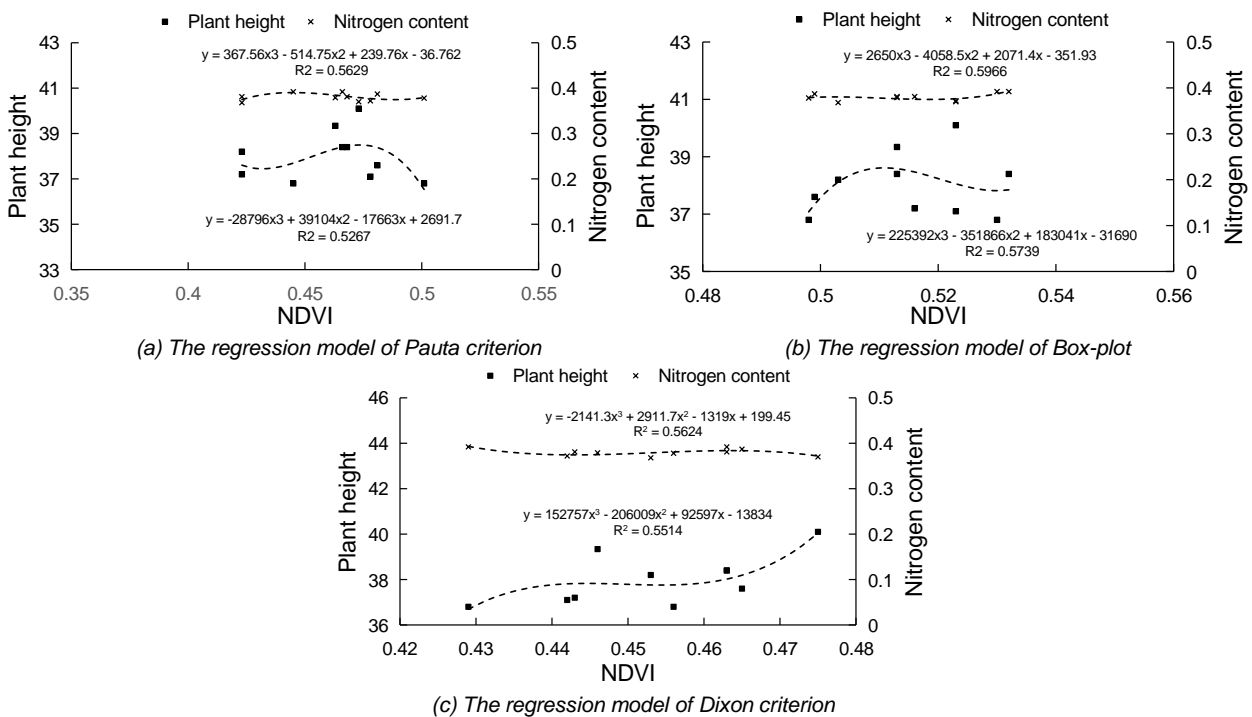 Plant height Nitrogen content
43
41
39
37
35
33
0.5
0.4
0.3
0.2
0.1
0
Plant height
Nitrogen content
y = 367.56x3 - 514.75x2 + 239.76x - 36.762
R2 = 0.5629
y = -28796x3 + 39104x2 - 17663x + 2691.7
R2 = 0.5267
0.35 0.4 0.45 0.5 0.55
NDVI
(a) The regression model of Pauta criterion
Plant height Nitrogen content
43
41
39
37
35
0.5
0.4
0.3
0.2
0.1
0
Plant height
Nitrogen content
y = 2650x3 - 4058.5x2 + 2071.4x - 351.93
R2 = 0.5966
y = 225392x3 - 351866x2 + 183041x - 31690
R2 = 0.5739
0.48 0.5 0.52 0.54 0.56
NDVI
(b) The regression model of Box-plot
Plant height Nitrogen content
46
44
42
40
38
36
0.5
0.4
0.3
0.2
0.1
0
Plant height
Nitrogen content
y = -2141.3x³ + 2911.7x² - 1319x + 199.45
R² = 0.5624
y = 152757x³ - 206009x² + 92597x - 13834
R² = 0.5514
0.42 0.43 0.44 0.45 0.46 0.47 0.48
NDVI
(c) The regression model of Dixon criterion